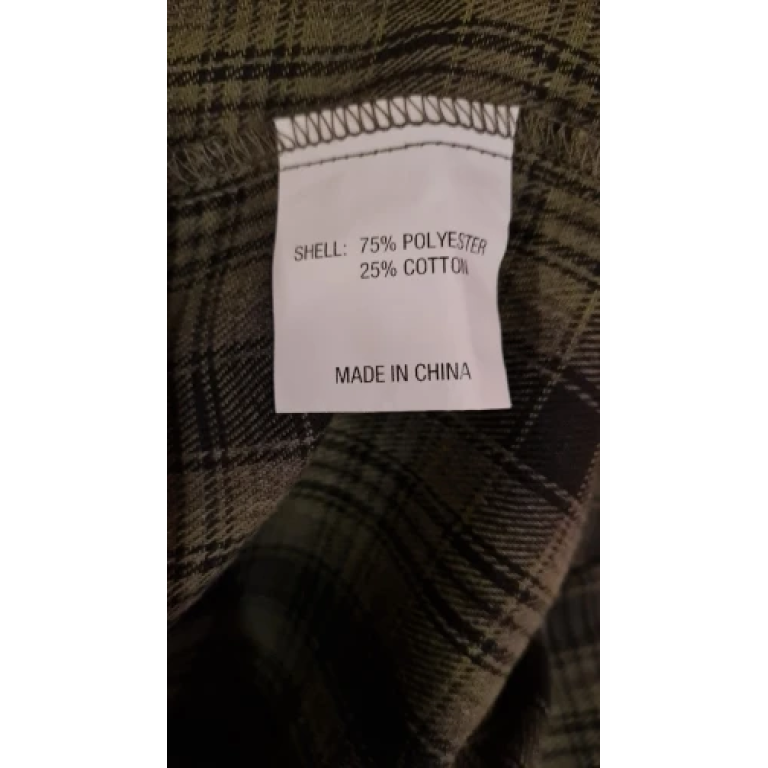 SHELL: 75% POLYESTER
25% COTTON
MADE IN CHINA